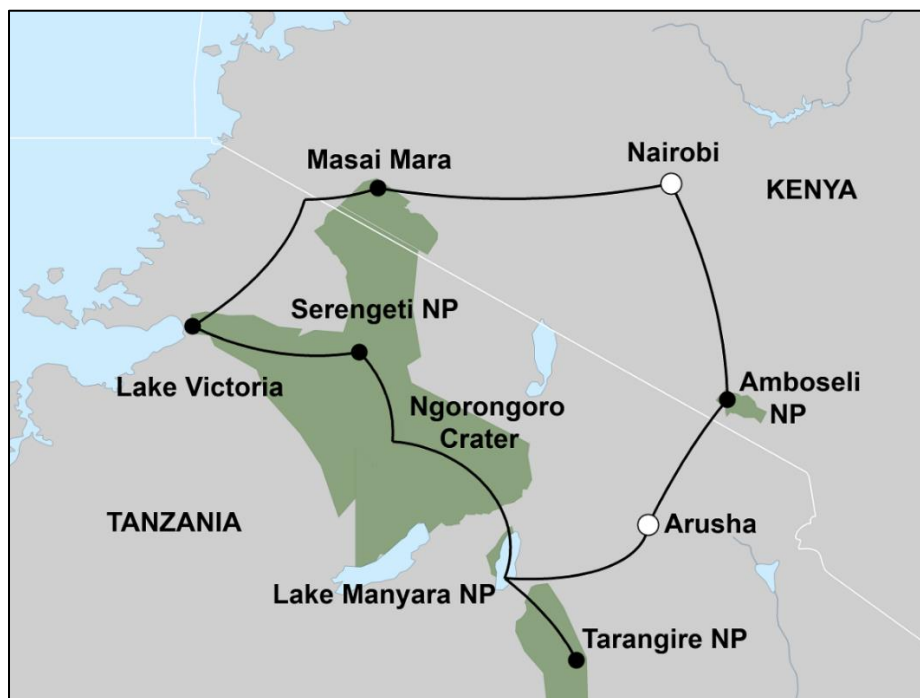 Masai Mara
Nairobi
KENYA
Serengeti NP
Lake Victoria
Amboseli
NP
Ngorongoro
Crater
TANZANIA
Arusha
Lake Manyara NP
Tarangire NP